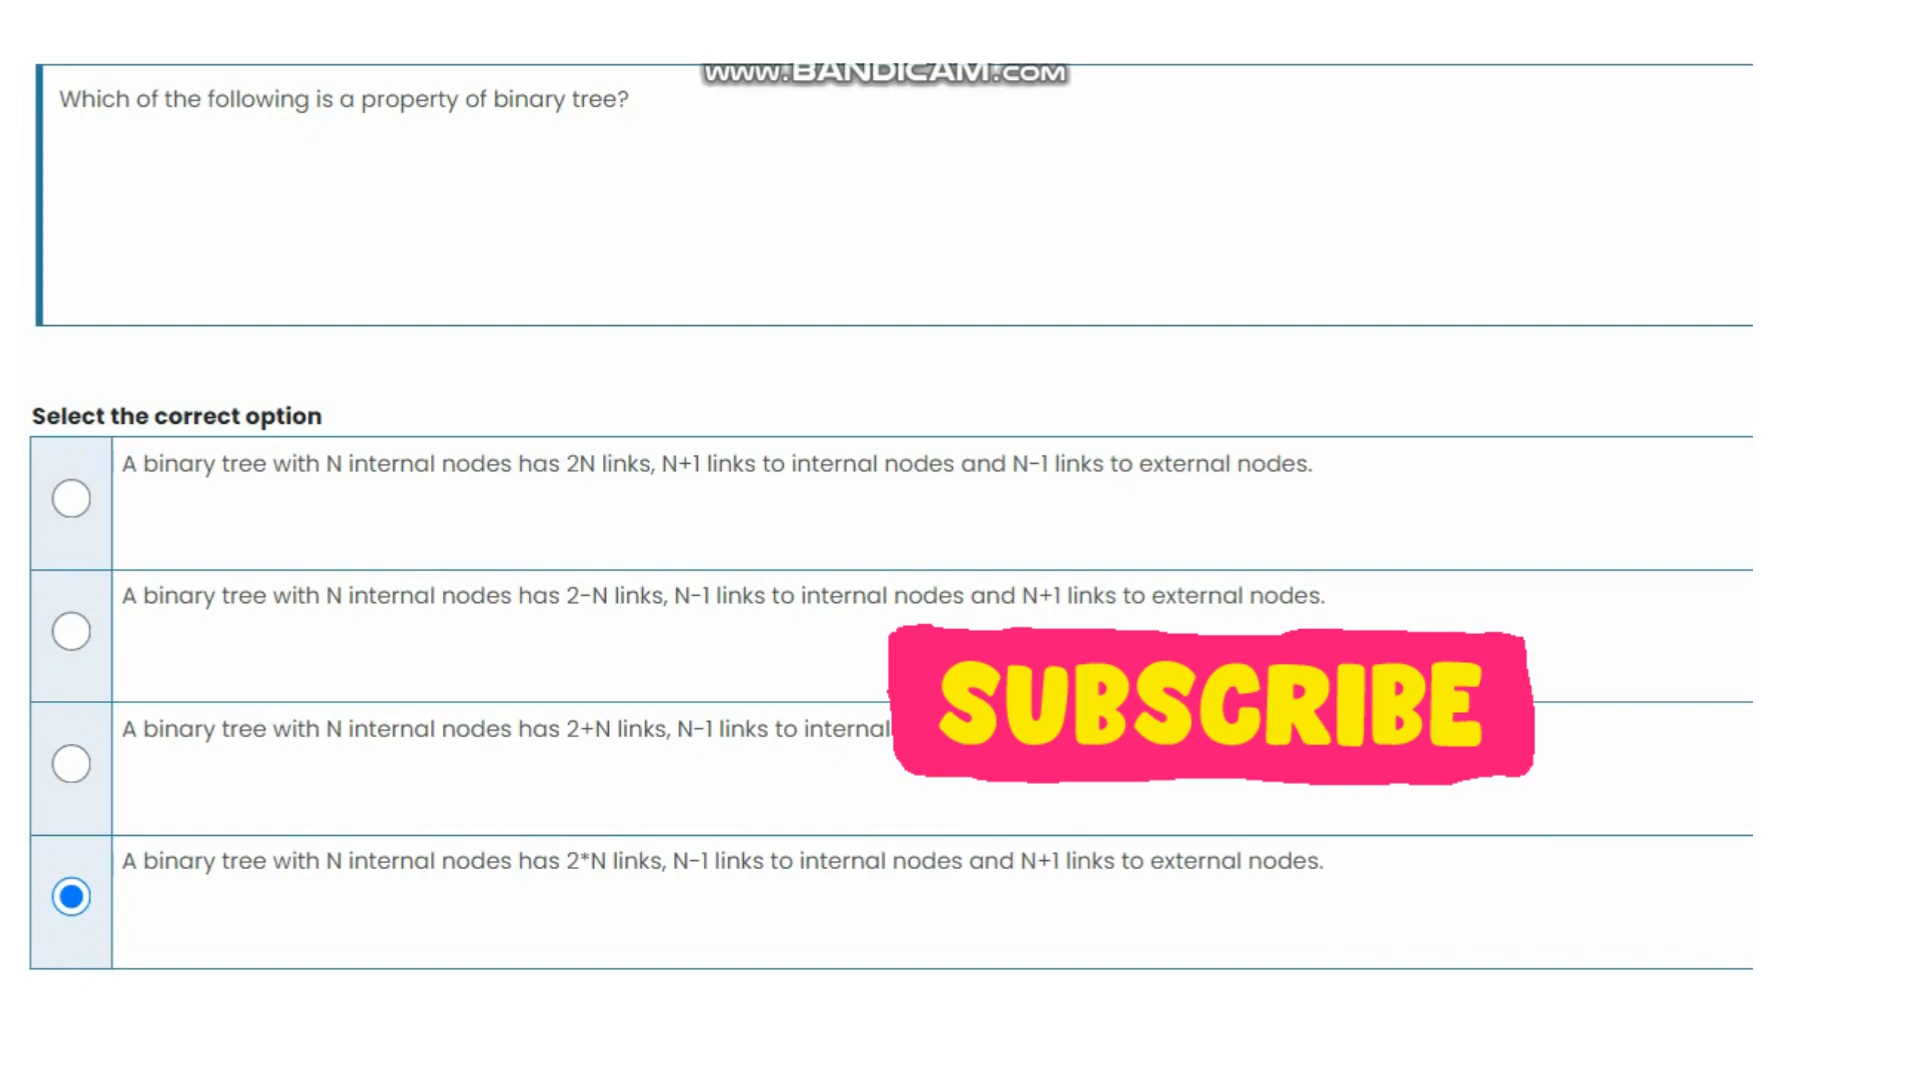 www.BANDICAM.com
Which of the following is a property of binary tree?
Select the correct option
A binary tree with N internal nodes has 2N links, N+1 links to internal nodes and N-1 links to external nodes.
A binary tree with N internal nodes has 2-N links, N-1 links to internal nodes and N+1 links to external nodes.
A binary tree with N internal nodes has 2+N links, N-1 links to internal
SUBSCRIBE
A binary tree with N internal nodes has 2*N links, N-1 links to internal nodes and N+1 links to external nodes.